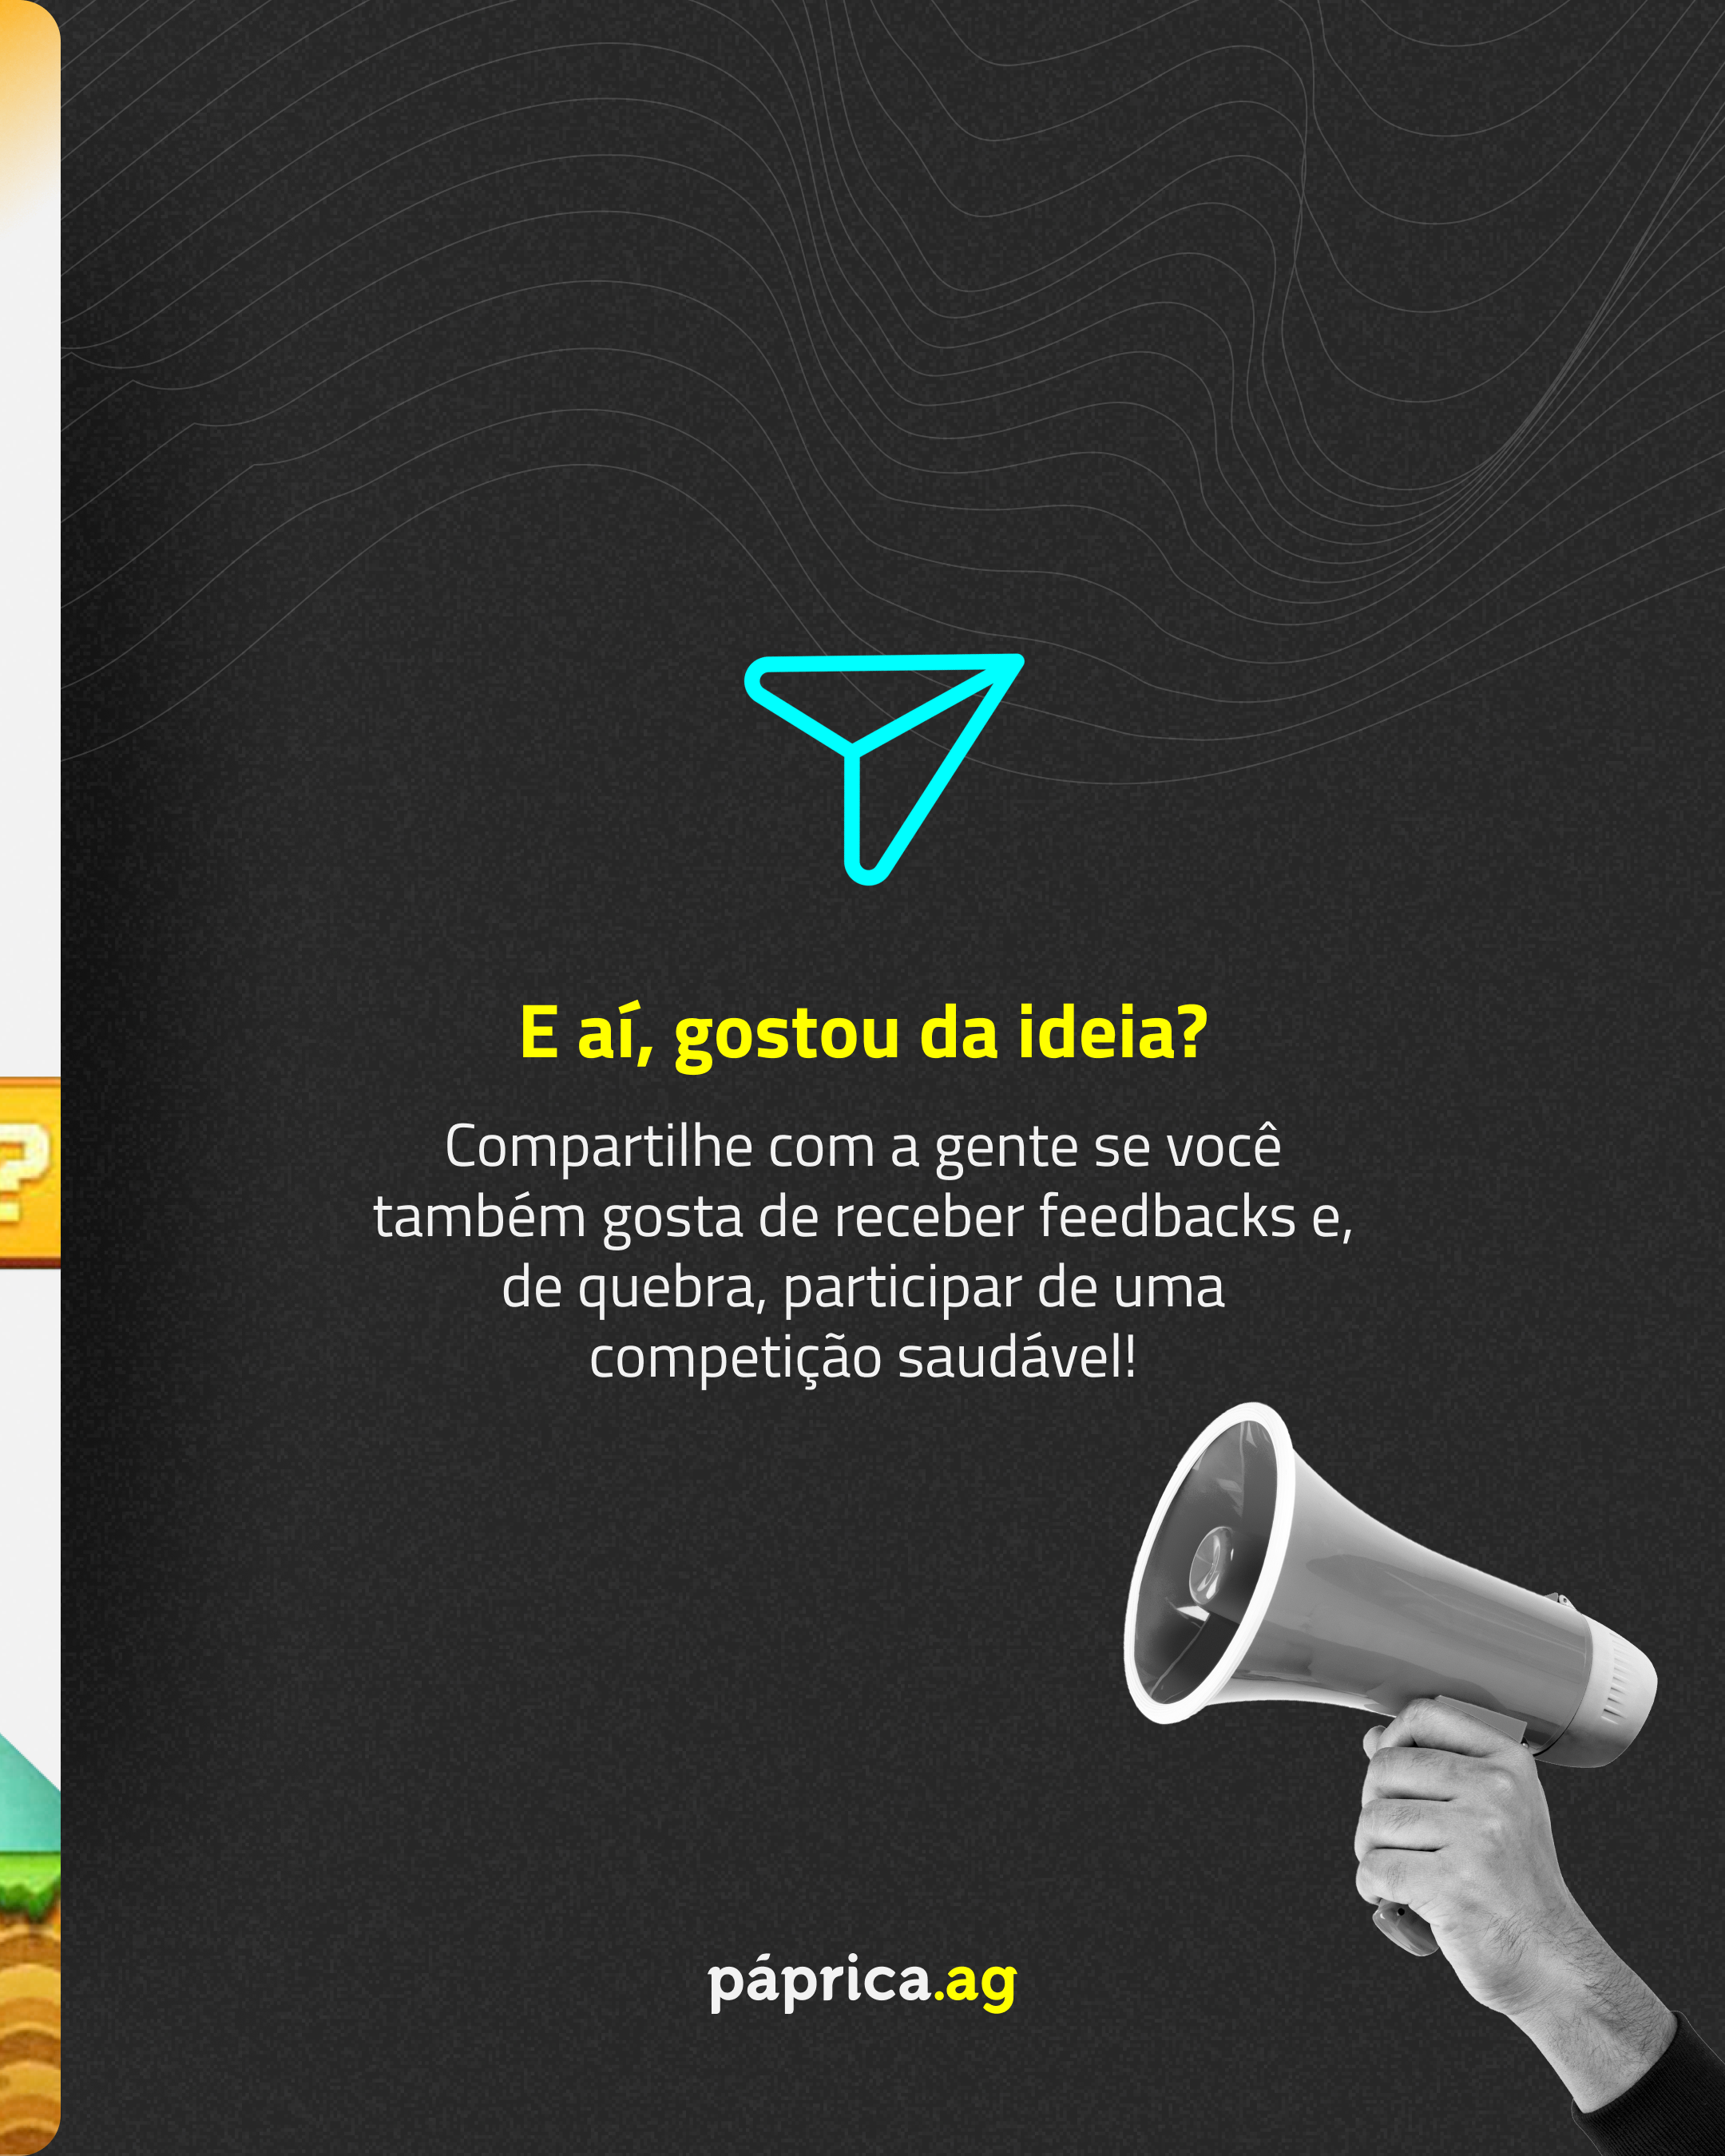 ?
E aí, gostou da ideia?
Compartilhe com a gente se você
também gosta de receber feedbacks e,
de quebra, participar de uma
competição saudável!
páprica.ag